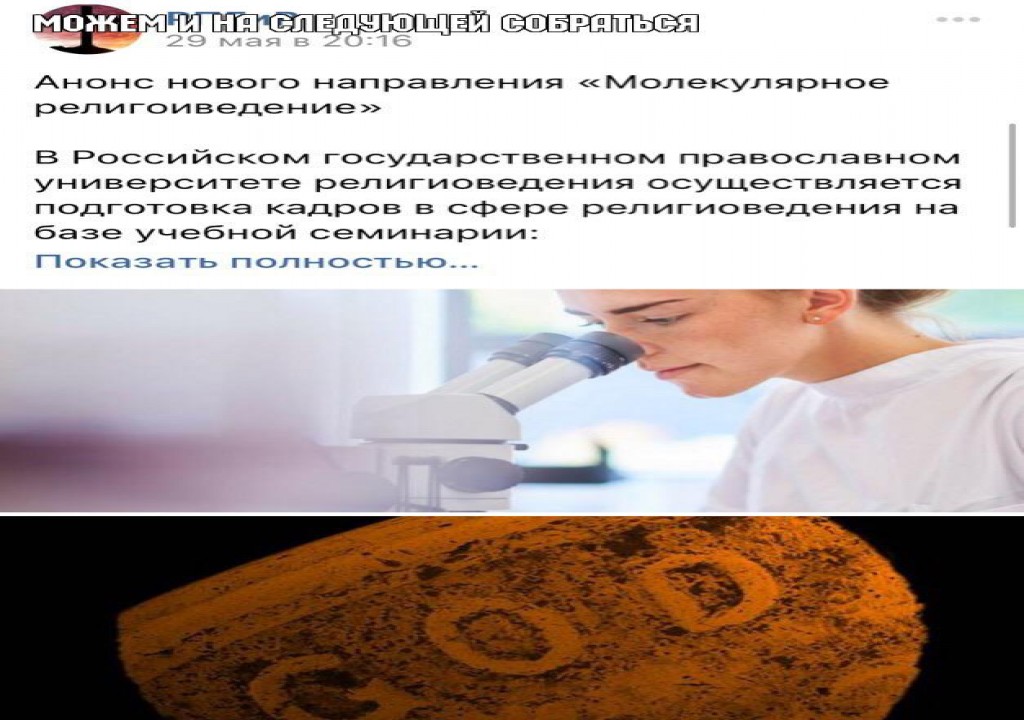 МОЖЕМ И НА СЛЕДУЮЩЕЙ СОБРАТЬСЯ
29 мая в 20:16
Анонс нового направления «Молекулярное
религоиведение»
В Российском государственном православном
университете религиоведения осуществляется
подготовка кадров в сфере религиоведения на
базе учебной семинарии:
Показать полностью...
GOD